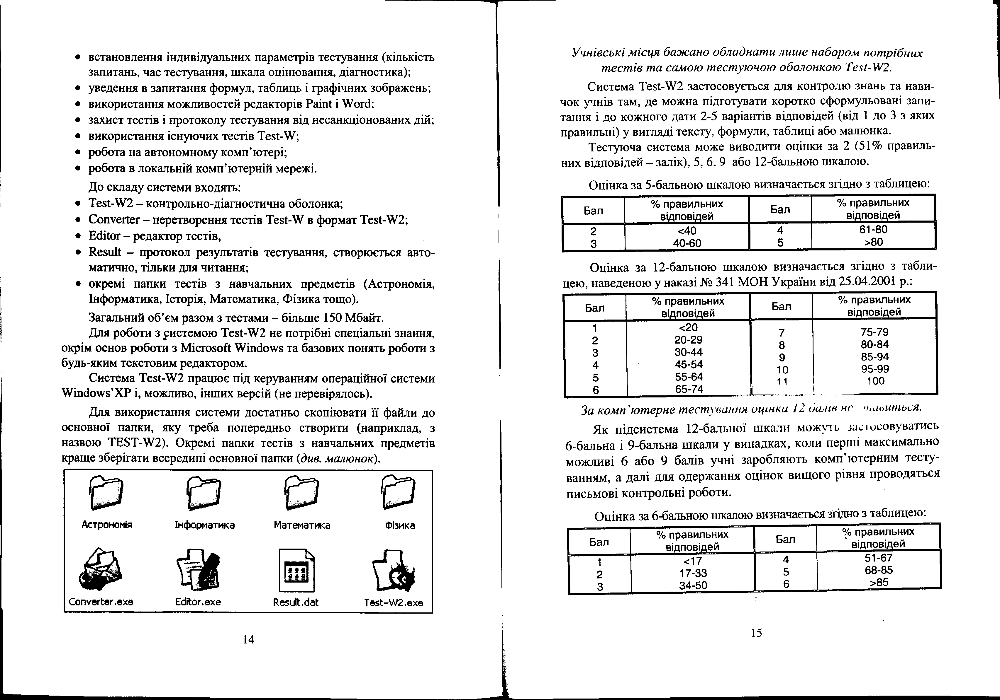 • встановлення індивідуальних параметрів тестування (кількість
запитань, час тестування, шкала оцінювання, діагностика);
• уведення в запитання формул, таблиць і графічних зображень;
• використання можливостей редакторів Paint і Word;
• захист тестів і протоколу тестування від несанкціонованих дій;
• використання існуючих тестів Test-W;
• робота на автономному комп’ютері;
• робота в локальній комп’ютерній мережі.
До складу системи входять:
• Test-W2 – контрольно-діагностична оболонка;
• Converter – перетворення тестів Test-W в формат Test-W2;
• Editor – редактор тестів,
• Result – протокол результатів тестування, створюється авто-
матично, тільки для читання;
• окремі папки тестів з навчальних предметів (Астрономія,
Інформатика, Історія, Математика, Фізика тощо).
Загальний об’єм разом з тестами – більше 150 Мбайт.
Для роботи з системою Test-W2 не потрібні спеціальні знання,
окрім основ роботи з Microsoft Windows та базових понять роботи з
будь-яким текстовим редактором.
Система Test-W2 працює під керуванням операційної системи
Windows’XP і, можливо, інших версій (не перевірялось).
Для використання системи достатньо скопіювати її файли до
основної папки, яку треба попередньо створити (наприклад, з
назвою TEST-W2). Окремі папки тестів з навчальних предметів
краще зберігати всередині основної папки (див. малюнок).
Астрономія Інформатика Математика Фізика
Converter.exe Editor.exe Result.dat Test-W2.exe
14
Учнівські місця бажано обладнати лише набором потрібних
тестів та самою тестуючою оболонкою Test-W2.
Система Test-W2 застосовується для контролю знань та нави-
чок учнів там, де можна підготувати коротко сформульовані запи-
тання і до кожного дати 2-5 варіантів відповідей (від 1 до 3 з яких
правильні) у вигляді тексту, формули, таблиці або малюнка.
Тестуюча система може виводити оцінки за 2 (51% правиль-
них відповідей – залік), 5, 6, 9 або 12-бальною шкалою.
Оцінка за 5-бальною шкалою визначається згідно з таблицею:
Бал % правильних відповідей Бал % правильних відповідей
2 <40 4 61-80
3 40-60 5 >80
Оцінка за 12-бальною шкалою визначається згідно з табли-
цею, наведеною у наказі № 341 МОН України від 25.04.2001 р.:
Бал % правильних відповідей Бал % правильних відповідей
1 <20 7 75-79
2 20-29 8 80-84
3 30-44 9 85-94
4 45-54 10 95-99
5 55-64 11 100
6 65-74
За комп’ютерне тестування оцінка 12 балів не ставиться.
Як підсистема 12-бальної шкали можуть застосовуватись
6-бальна і 9-бальна шкали у випадках, коли перші максимально
можливі 6 або 9 балів учні заробляють комп’ютерним тесту-
ванням, а далі для одержання оцінок вищого рівня проводяться
письмові контрольні роботи.
Оцінка за 6-бальною шкалою визначається згідно з таблицею:
Бал % правильних відповідей Бал % правильних відповідей
1 <17 4 51-67
2 17-33 5 68-85
3 34-50 6 >85
15